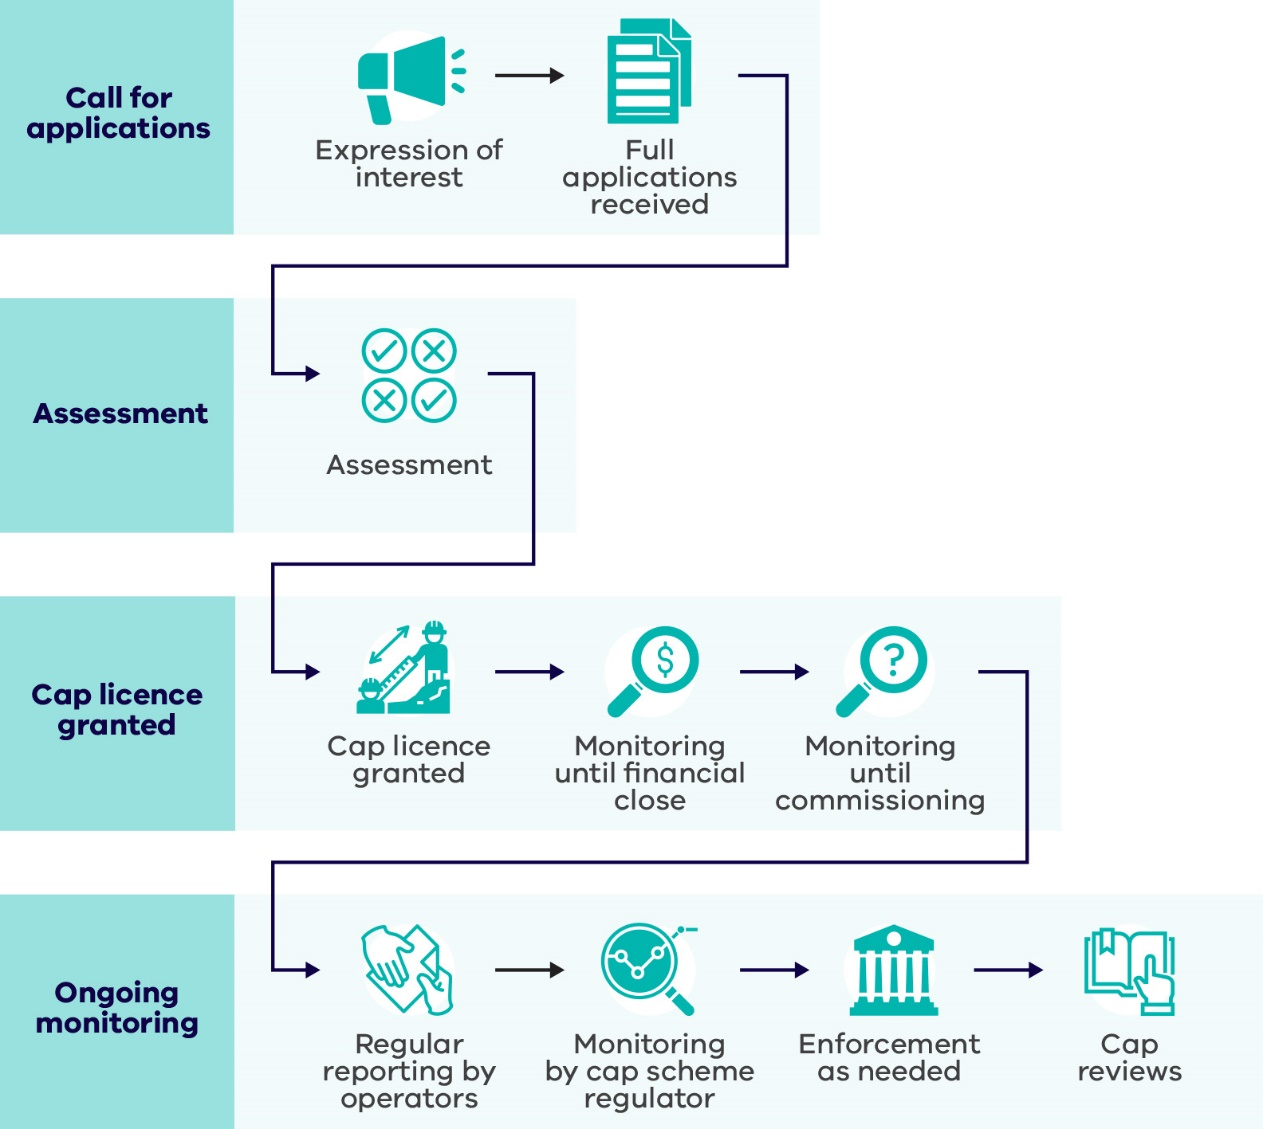 Call for
applications
Expression of
interest
Full
applications
received
Assessment
Assessment
Cap licence
granted
Cap licence
granted
$
Monitoring
until financial
close
?
Monitoring
until
commissioning
Ongoing
monitoring
Regular
reporting by
operators
Monitoring
by cap scheme
regulator
Enforcement
as needed
Cap
reviews